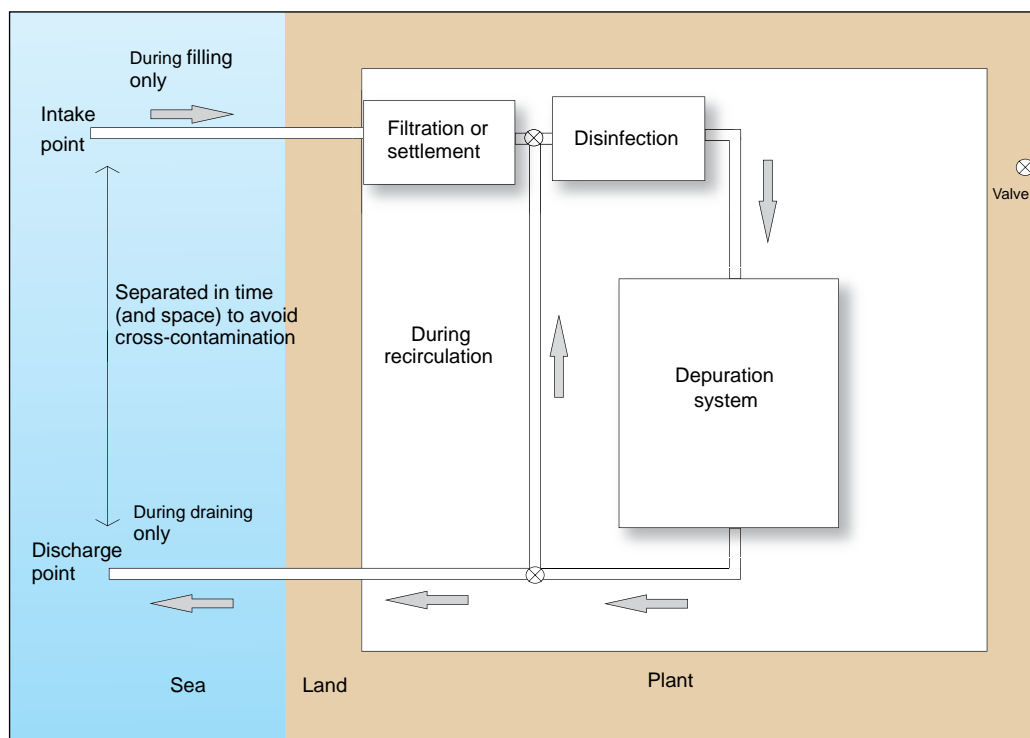 During filling
only
Intake
point
Filtration or
settlement
Disinfection
Valve
Separated in time
(and space) to avoid
cross-contamination
During
recirculation
Depuration
system
During draining
only
Discharge
point
Sea
Land
Plant